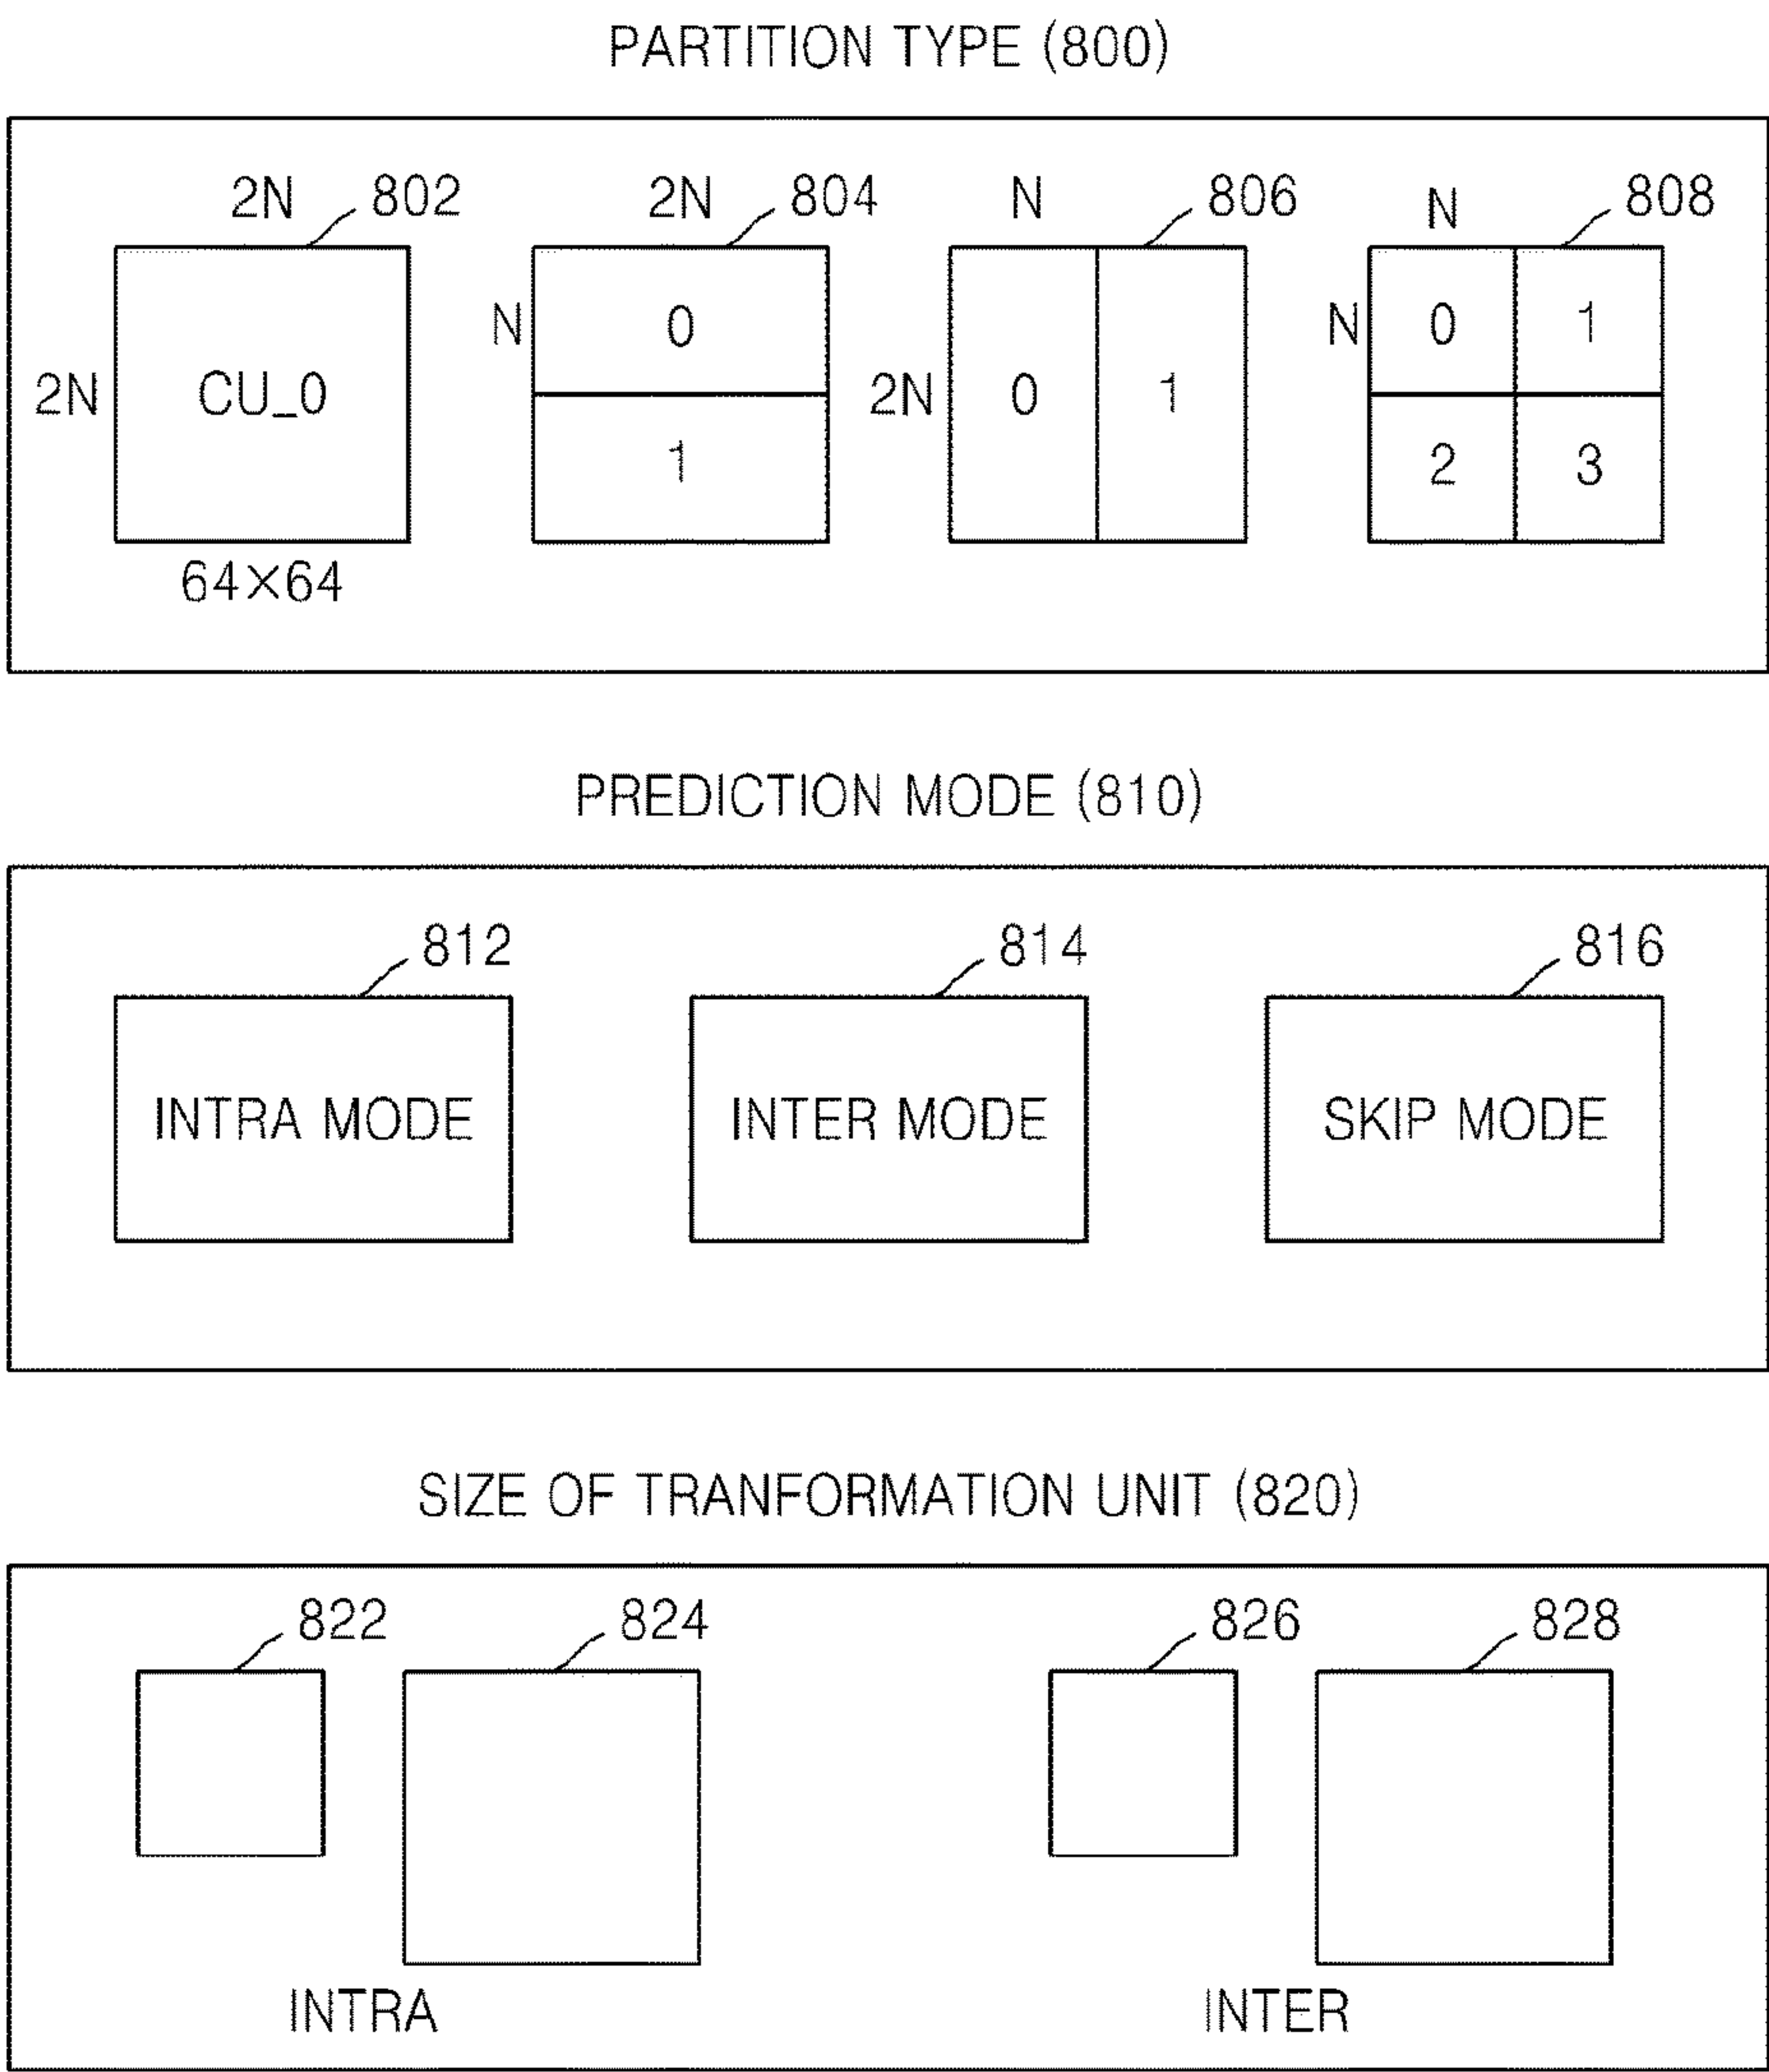 PARTITION TYPE (800)
2N 802 2N 804 N 806 N 808
N 0 N 0 1
2N CU_0 2N 0 1
1 2 3
64×64
PREDICTION MODE (810)
812 814 816
INTRA MODE INTER MODE SKIP MODE
SIZE OF TRANFORMATION UNIT (820)
822 824 826 828
INTRA INTER